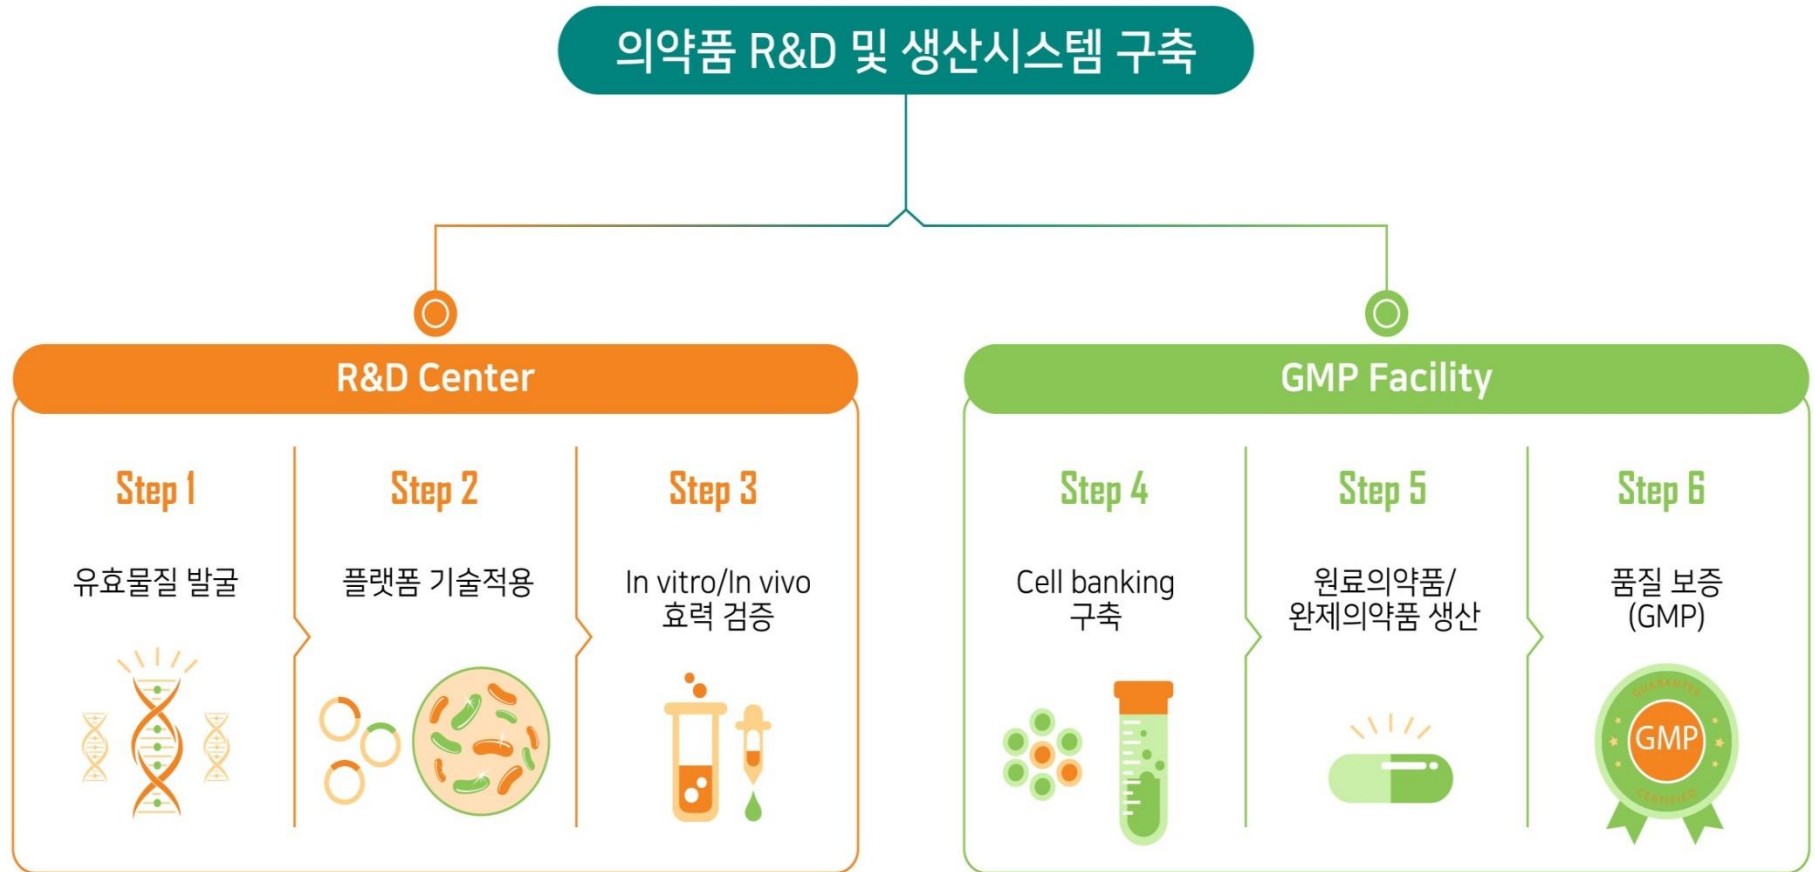 의약품 R&D 및 생산시스템 구축
R&D Center
Step 1
유효물질 발굴
Step 2
플랫폼 기술적용
Step 3
In vitro/In vivo
효력 검증
GMP Facility
Step 4
Cell banking
구축
Step 5
원료의약품/
완제의약품 생산
Step 6
품질 보증
(GMP)
GUARANTEE
GMP
CERTIFIED